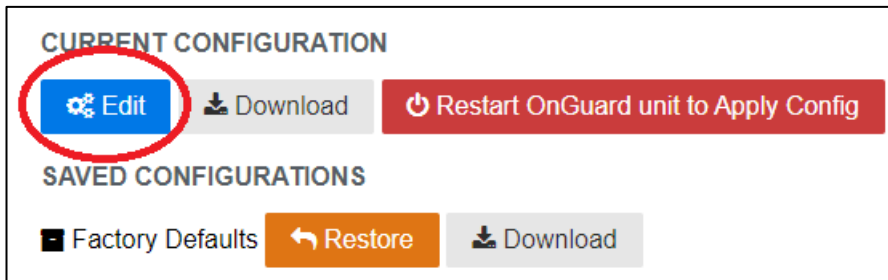 CURRENT CONFIGURATION
Edit Download Restart OnGuard unit to Apply Config
SAVED CONFIGURATIONS
Factory Defaults Restore Download